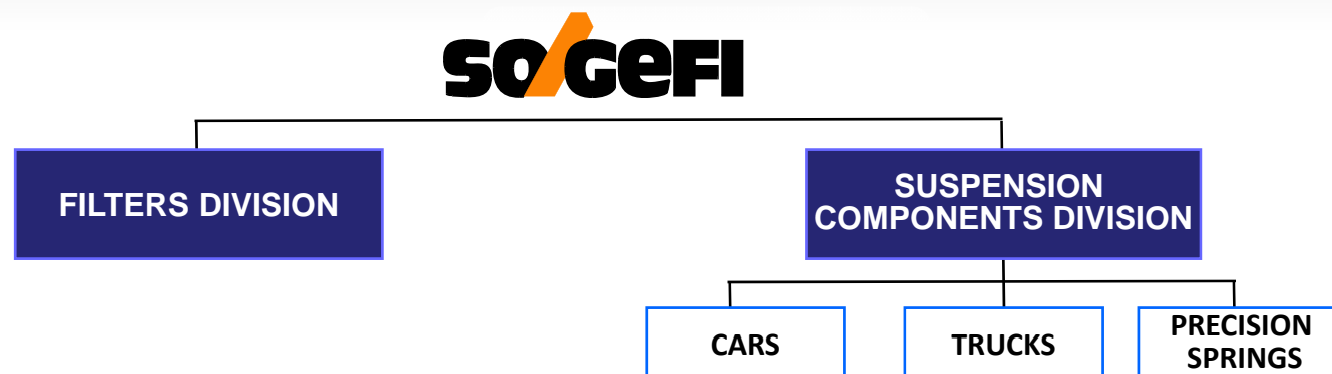 SOGEFI
FILTERS DIVISION
SUSPENSION
COMPONENTS DIVISION
CARS
TRUCKS
PRECISION
SPRINGS